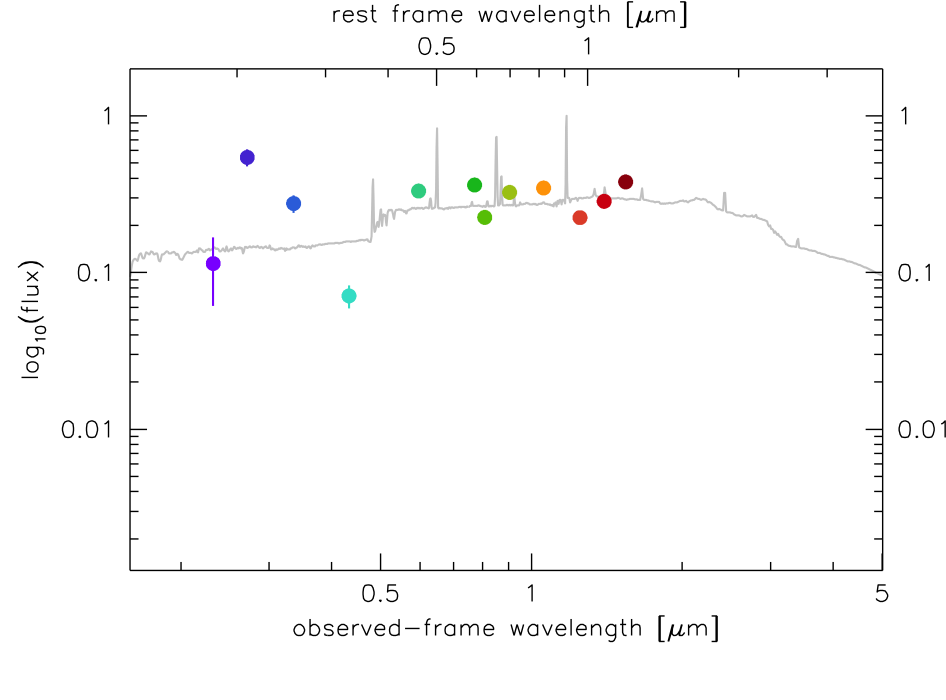 rest frame wavelength [μm]
0.5 1
1 1
0.1 0.1
0.01 0.01
log10(flux)
0.5 1 5
observed-frame wavelength [μm]